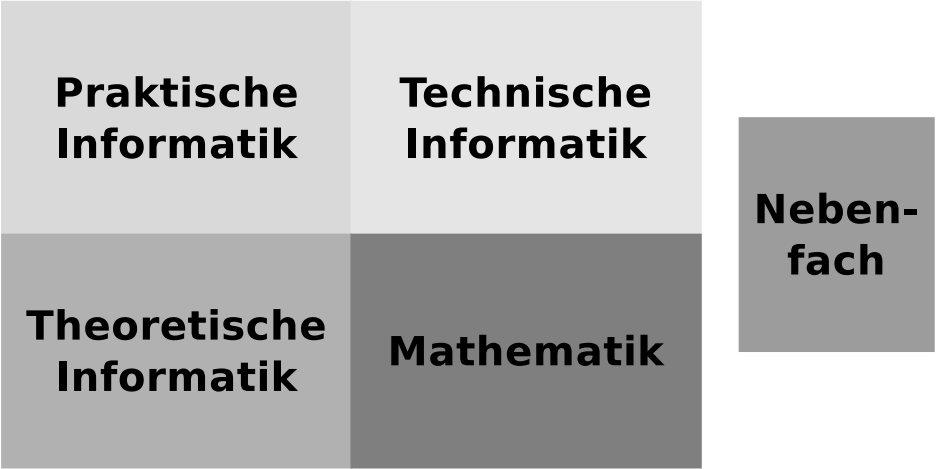 Praktische
Informatik
Technische
Informatik
Neben-
fach
Theoretische
Informatik
Mathematik